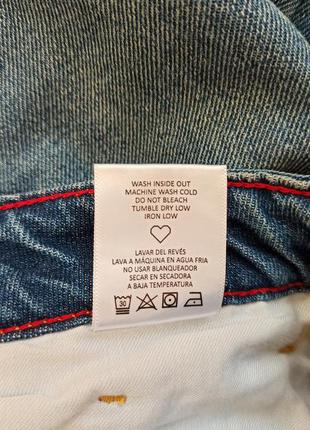 WASH INSIDE OUT
MACHINE WASH COLD
DO NOT BLEACH
TUMBLE DRY LOW
IRON LOW
LAVAR DEL REVÉS
LAVA A MÁQUINA EN AGUA FRIA
NO USAR BLANQUEADOR
SECAR EN SECADORA
A BAJA TEMPERATURA
30